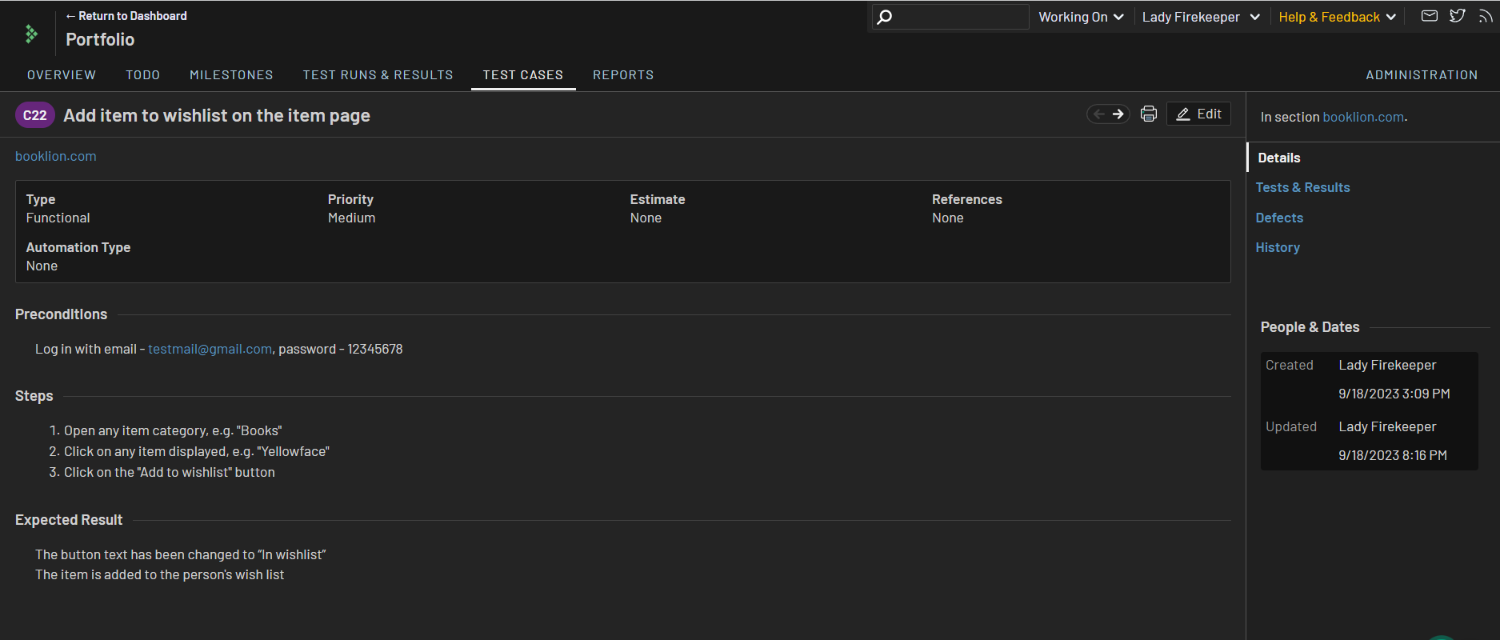 ← Return to Dashboard
Portfolio
Working On
Lady Firekeeper
Help & Feedback
OVERVIEW
TODO
MILESTONES
TEST RUNS & RESULTS
TEST CASES
REPORTS
ADMINISTRATION
C22 Add item to wishlist on the item page
Edit
In section booklion.com.
booklion.com
Details
Tests & Results
Defects
History
Type
Functional
Priority
Medium
Estimate
None
References
None
Automation Type
None
Preconditions
Log in with email - testmail@gmail.com, password - 12345678
Steps
1. Open any item category, e.g. "Books"
2. Click on any item displayed, e.g. "Yellowface"
3. Click on the "Add to wishlist" button
Expected Result
The button text has been changed to “In wishlist”
The item is added to the person's wish list
People & Dates
Created Lady Firekeeper
9/18/2023 3:09 PM
Updated Lady Firekeeper
9/18/2023 8:16 PM